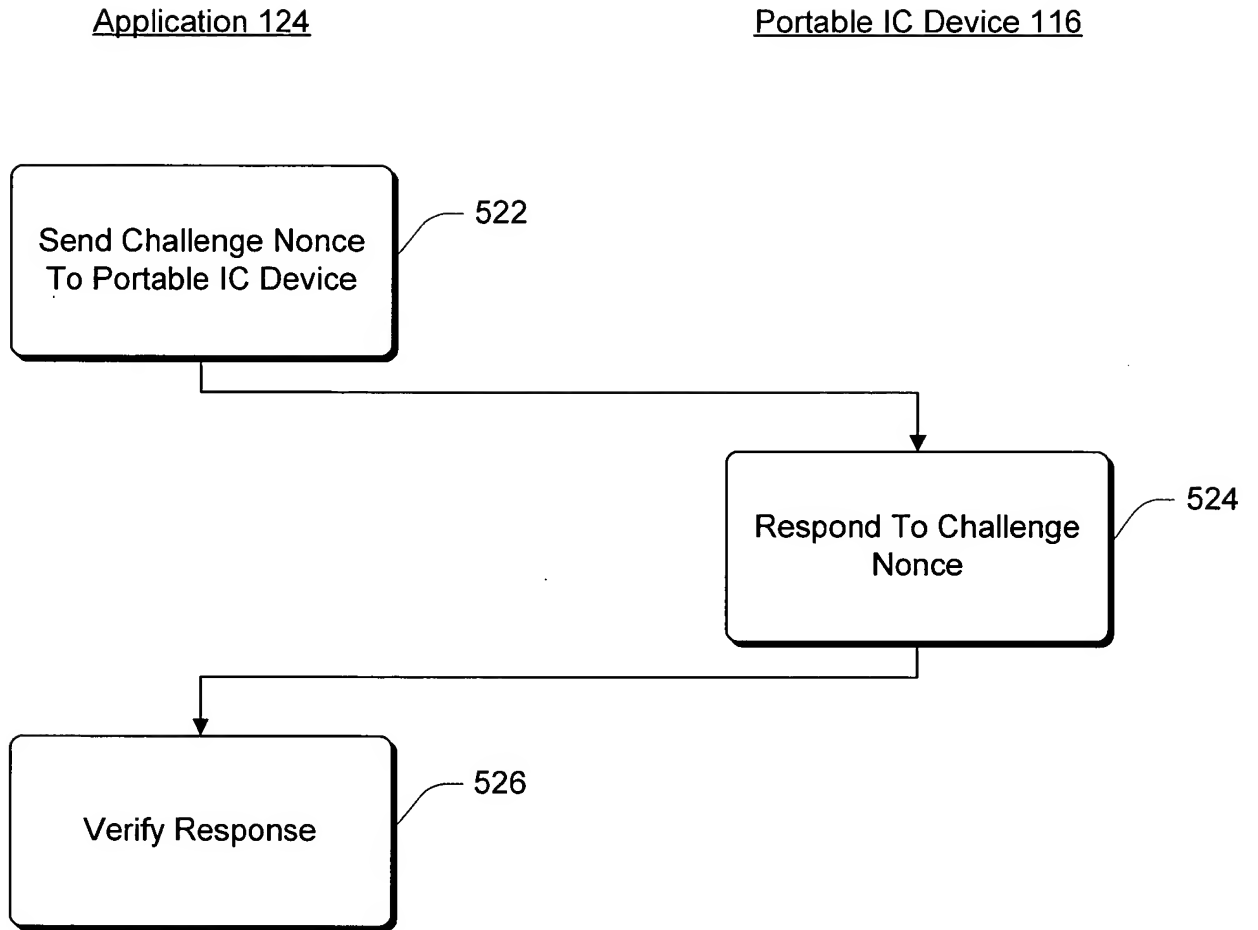 Application 124
Portable IC Device 116
Send Challenge Nonce
To Portable IC Device
522
Respond To Challenge
Nonce
524
Verify Response
526